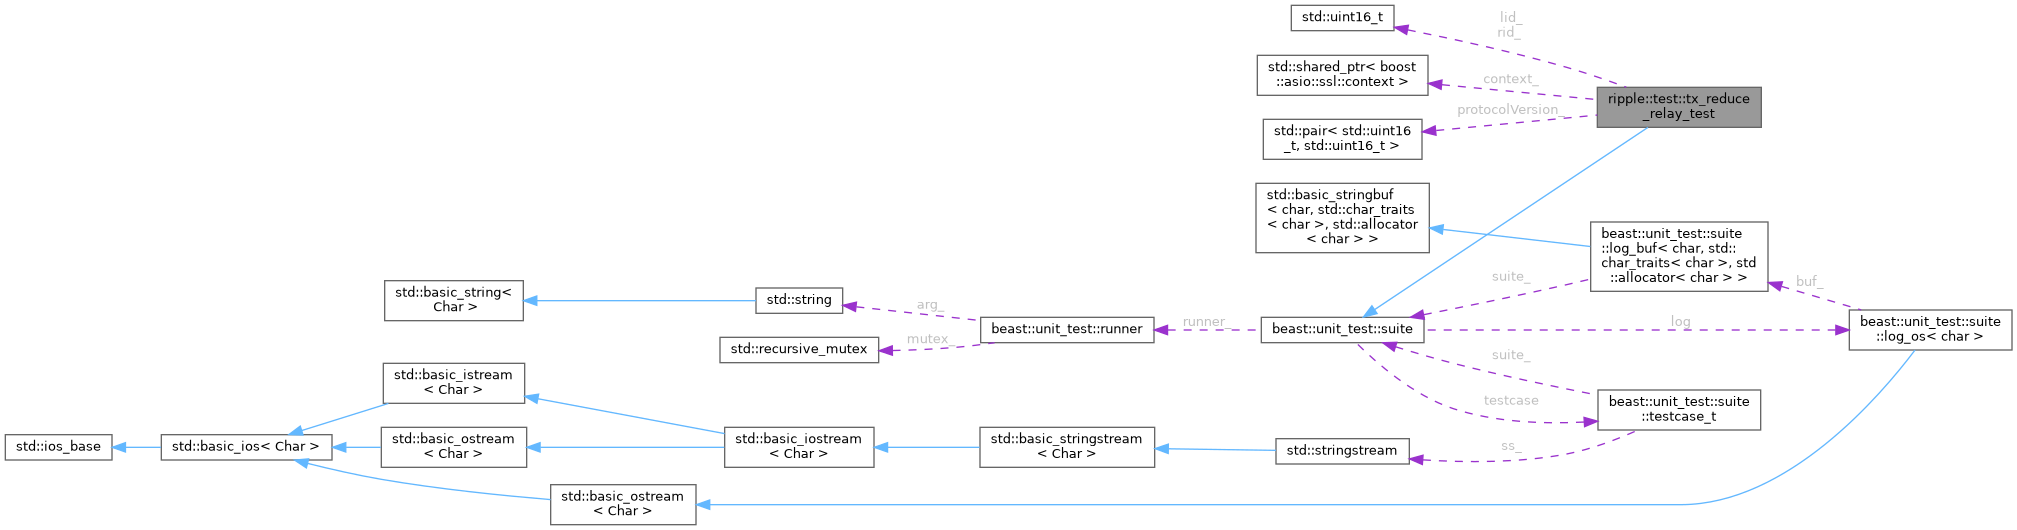 std::uint16_t
lid_
rid_
std::shared_ptr< boost
::asio::ssl::context >
context_
ripple::test::tx_reduce
_relay_test
protocolVersion_
std::pair< std::uint16
_t, std::uint16_t >
std::basic_stringbuf
< char, std::char_traits
< char >, std::allocator
< char > >
beast::unit_test::suite
::log_buf< char, std::
char_traits< char >, std
::allocator< char > >
suite_
buf_
std::basic_string<
Char >
std::string
arg_
beast::unit_test::runner
runner_
beast::unit_test::suite
log
beast::unit_test::suite
::log_os< char >
std::recursive_mutex
mutex_
suite_
std::basic_istream
< Char >
testcase
beast::unit_test::suite
::testcase_t
std::ios_base
std::basic_ios< Char >
std::basic_ostream
< Char >
std::basic_iostream
< Char >
std::basic_stringstream
< Char >
std::stringstream
ss_
std::basic_ostream
< Char >